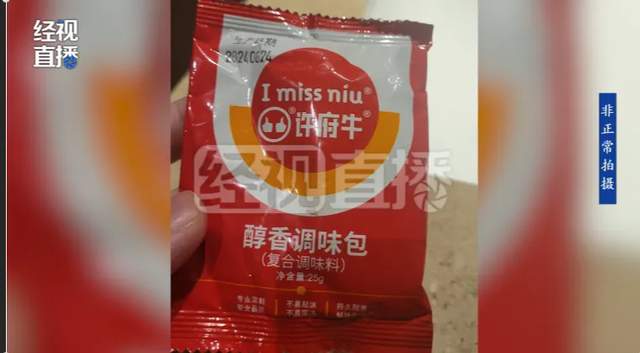 经视
直播
生产日期
20240624
I miss niu®
许府牛®
经视直播
醇香调味包
(复合调味料)
净含量:25g
非正常拍摄